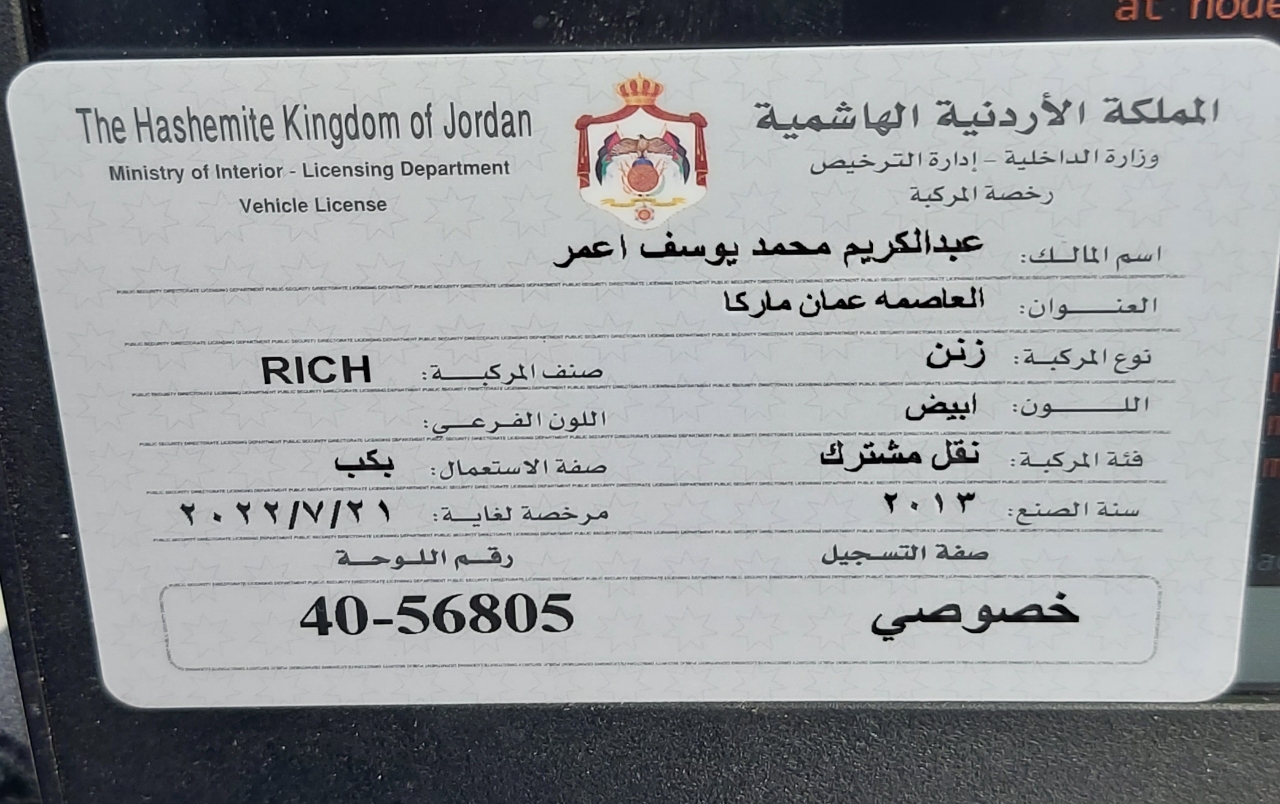 The Hashemite Kingdom of Jordan
المملكة الأردنية الهاشمية
Ministry of Interior - Licensing Department
وزارة الداخلية - إدارة الترخيص
Vehicle License
رخصة المركبة
اسم المالك: عبدالكريم محمد يوسف اعمر
العنوان: العاصمه عمان ماركا
نوع المركبة: زنن صنف المركبة: RICH
اللون: ابيض اللون الفرعي:
فئة المركبة: نقل مشترك صفة الاستعمال: بكب
سنة الصنع: ٢٠١٣ مرخصة لغاية: ٢٠٢٢/٧/٢١
صفة التسجيل رقم اللوحة
خصوصي 40-56805
at node